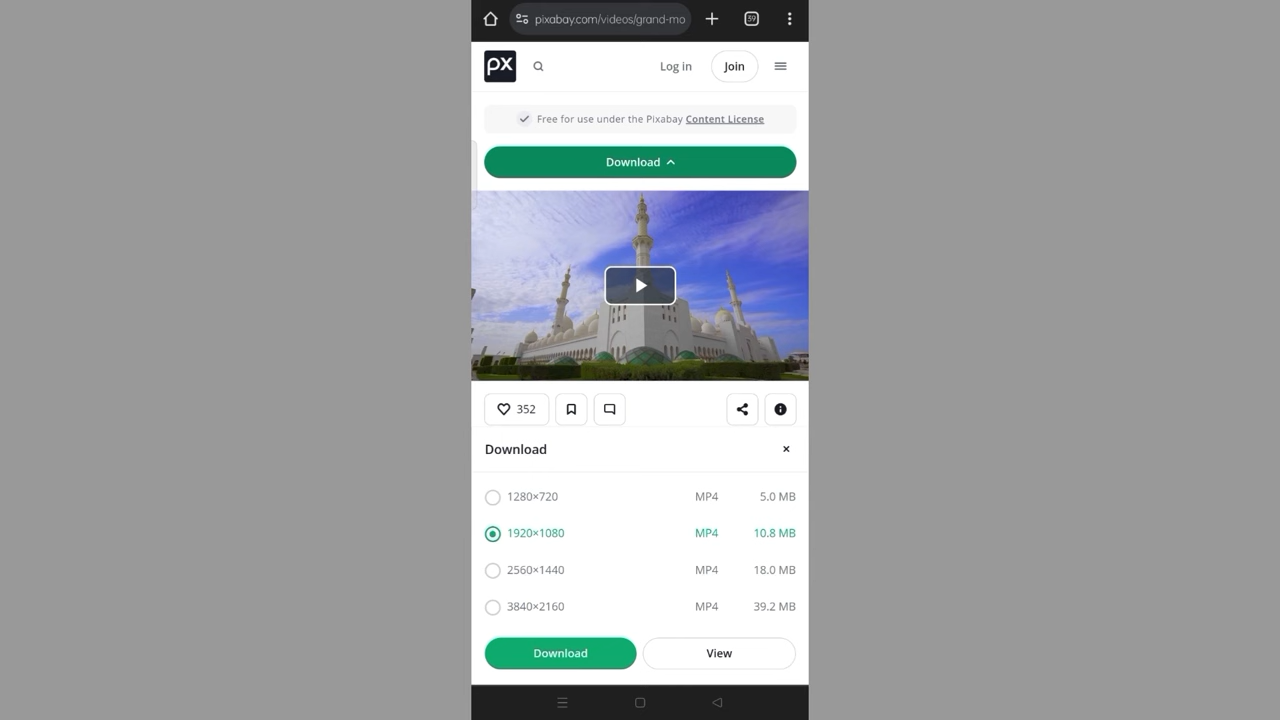 pixabay.com/videos/grand-mo
39
px
Log in
Join
Free for use under the Pixabay Content License
Download
352
Download
1280×720 MP4 5.0 MB
1920×1080 MP4 10.8 MB
2560×1440 MP4 18.0 MB
3840×2160 MP4 39.2 MB
Download
View